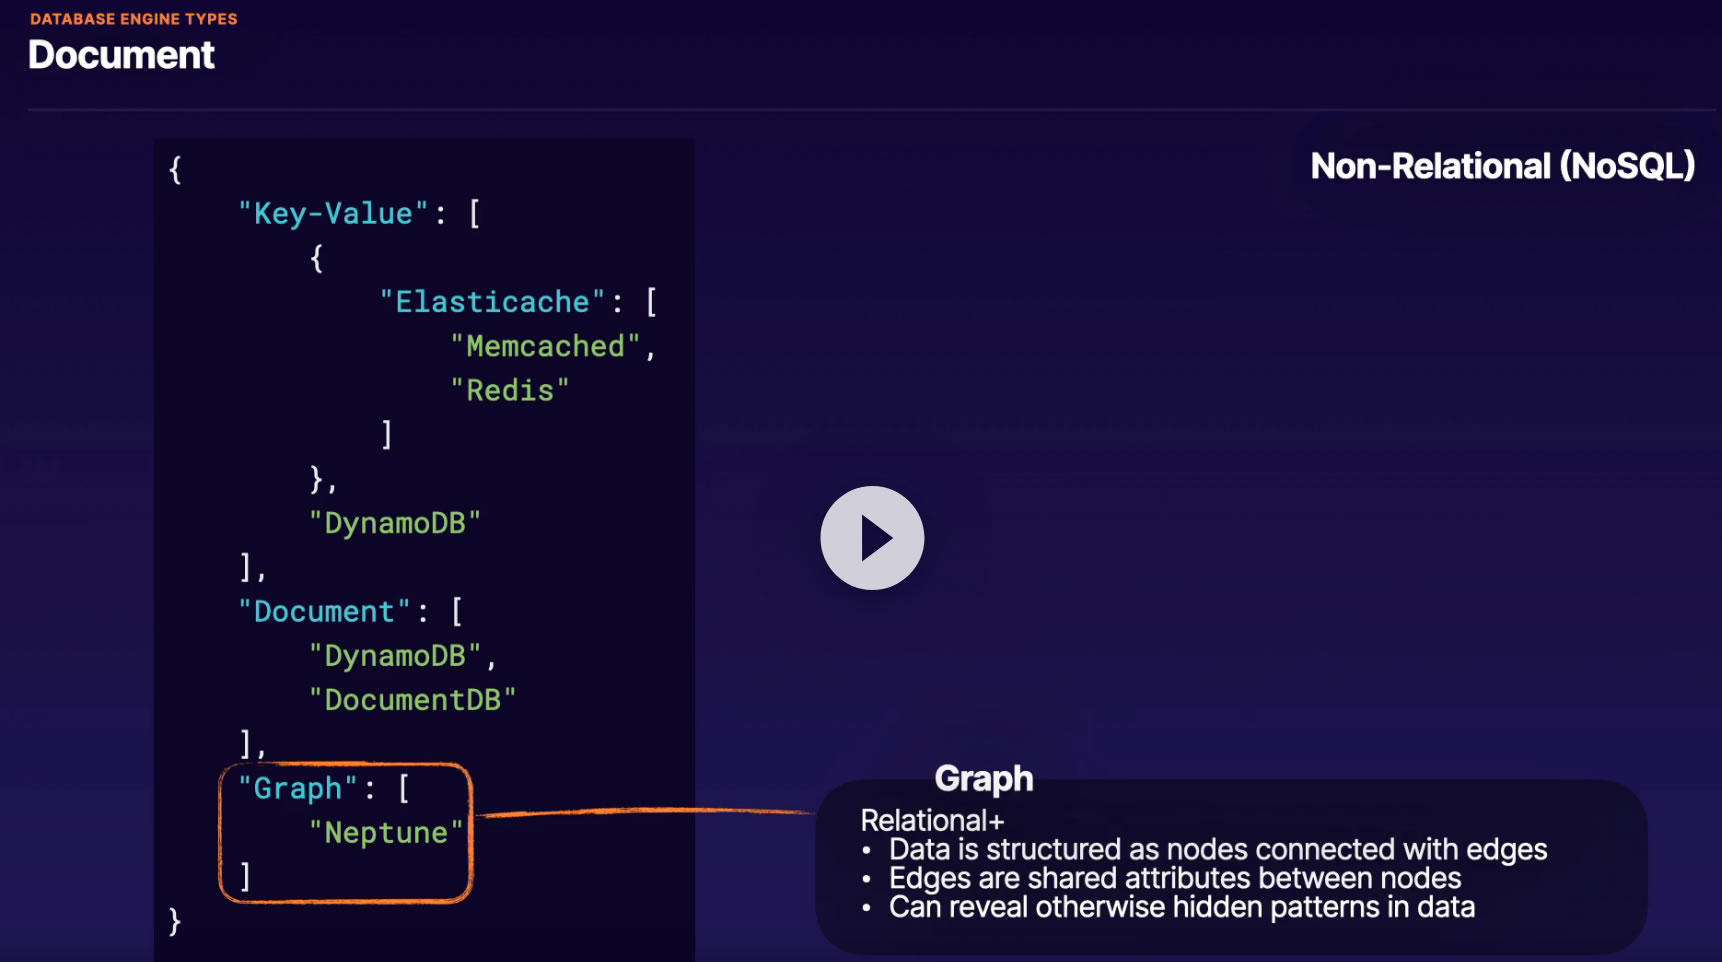 DATABASE ENGINE TYPES
Document
Non-Relational (NoSQL)
{
"Key-Value": [
{
"Elasticache": [
"Memcached",
"Redis"
]
},
"DynamoDB"
],
"Document": [
"DynamoDB",
"DocumentDB"
],
"Graph": [
"Neptune"
]
}
Graph
Relational+
• Data is structured as nodes connected with edges
• Edges are shared attributes between nodes
• Can reveal otherwise hidden patterns in data